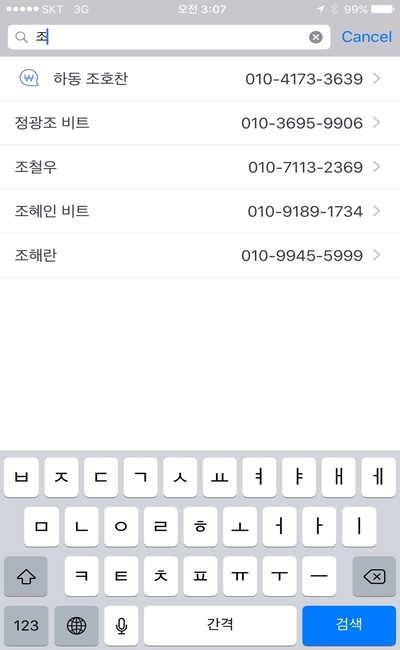 SKT 3G 오전 3:07 99%
조 Cancel
₩ 하동 조호찬 010-4173-3639
정광조 비트 010-3695-9906
조철우 010-7113-2369
조혜인 비트 010-9189-1734
조해란 010-9945-5999
ㅂ ㅈ ㄷ ㄱ ㅅ ㅛ ㅕ ㅑ ㅐ ㅔ
ㅁ ㄴ ㅇ ㄹ ㅎ ㅗ ㅓ ㅏ ㅣ
ㅋ ㅌ ㅊ ㅍ ㅠ ㅜ ㅡ
123 간격 검색